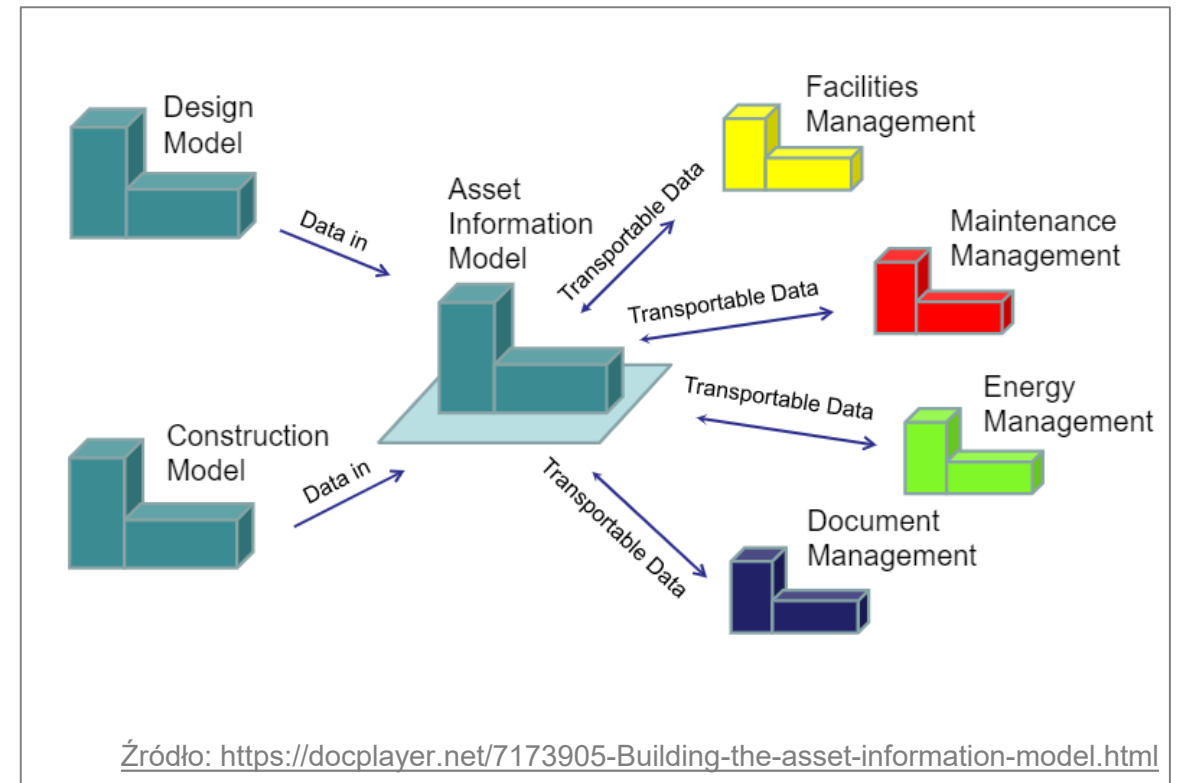 Design
Model
Data in
Asset
Information
Model
Construction
Model
Data in
Transportable Data
Facilities
Management
Transportable Data
Maintenance
Management
Transportable Data
Energy
Management
Transportable Data
Document
Management
Źródło: https://docplayer.net/7173905-Building-the-asset-information-model.html